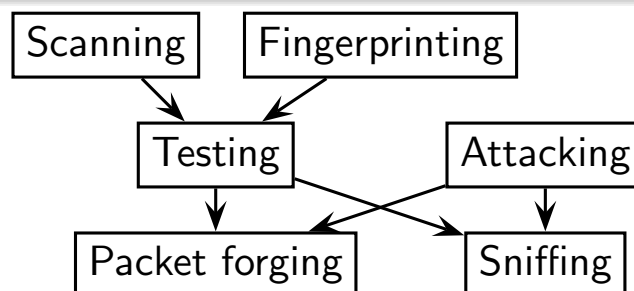 Scanning
Fingerprinting
Testing
Attacking
Packet forging
Sniffing